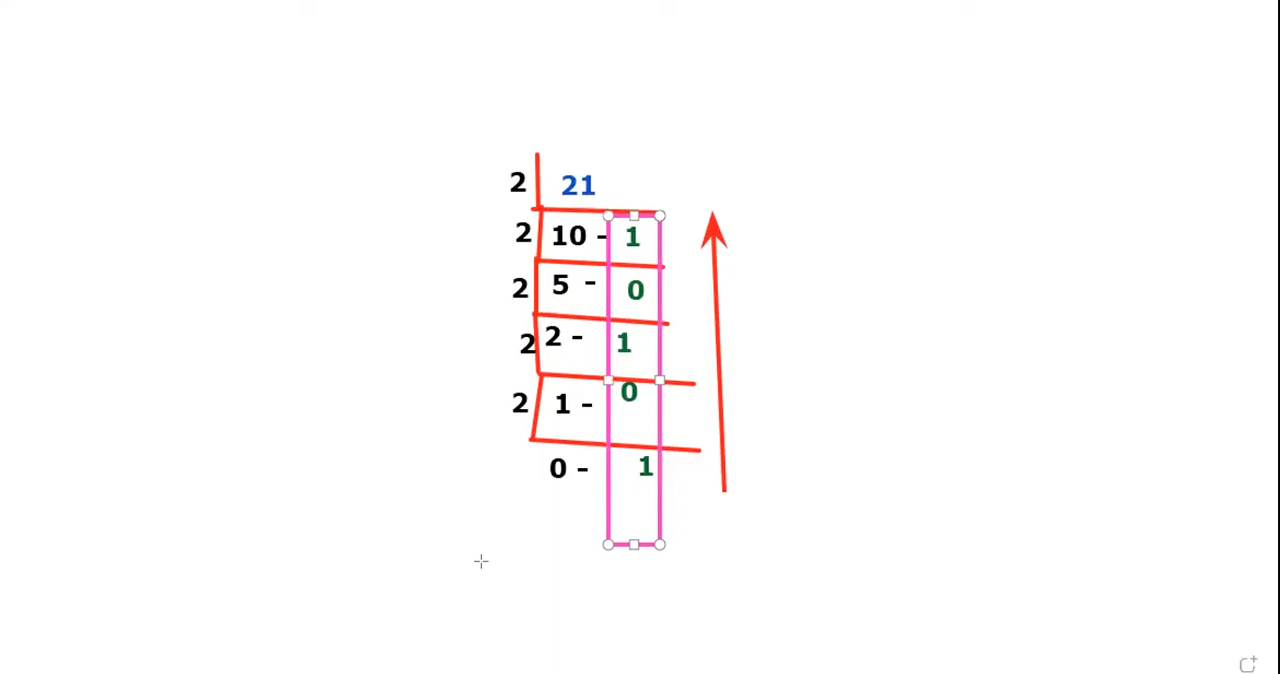 2 21
2 10 - 1
2 5 - 0
2 2 - 1
2 1 - 0
0 - 1